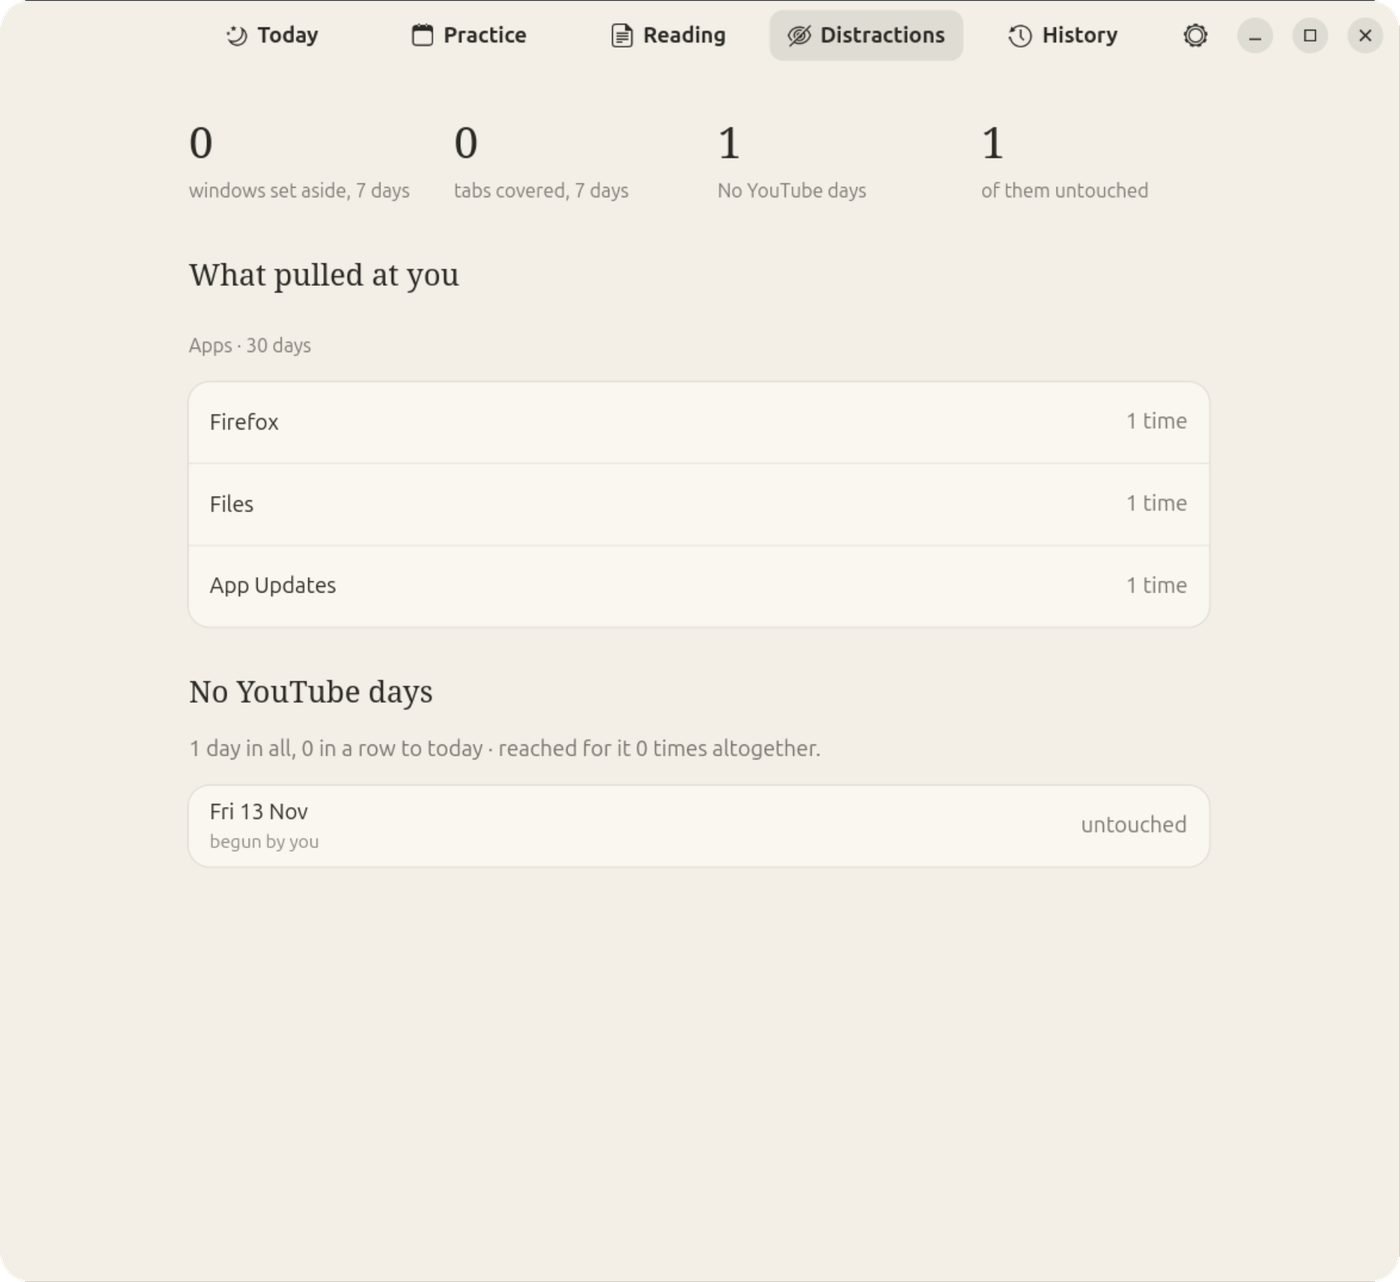 Today Practice Reading Distractions History
0 0 1 1
windows set aside, 7 days tabs covered, 7 days No YouTube days of them untouched
What pulled at you
Apps · 30 days
Firefox 1 time
Files 1 time
App Updates 1 time
No YouTube days
1 day in all, 0 in a row to today · reached for it 0 times altogether.
Fri 13 Nov
begun by you
untouched